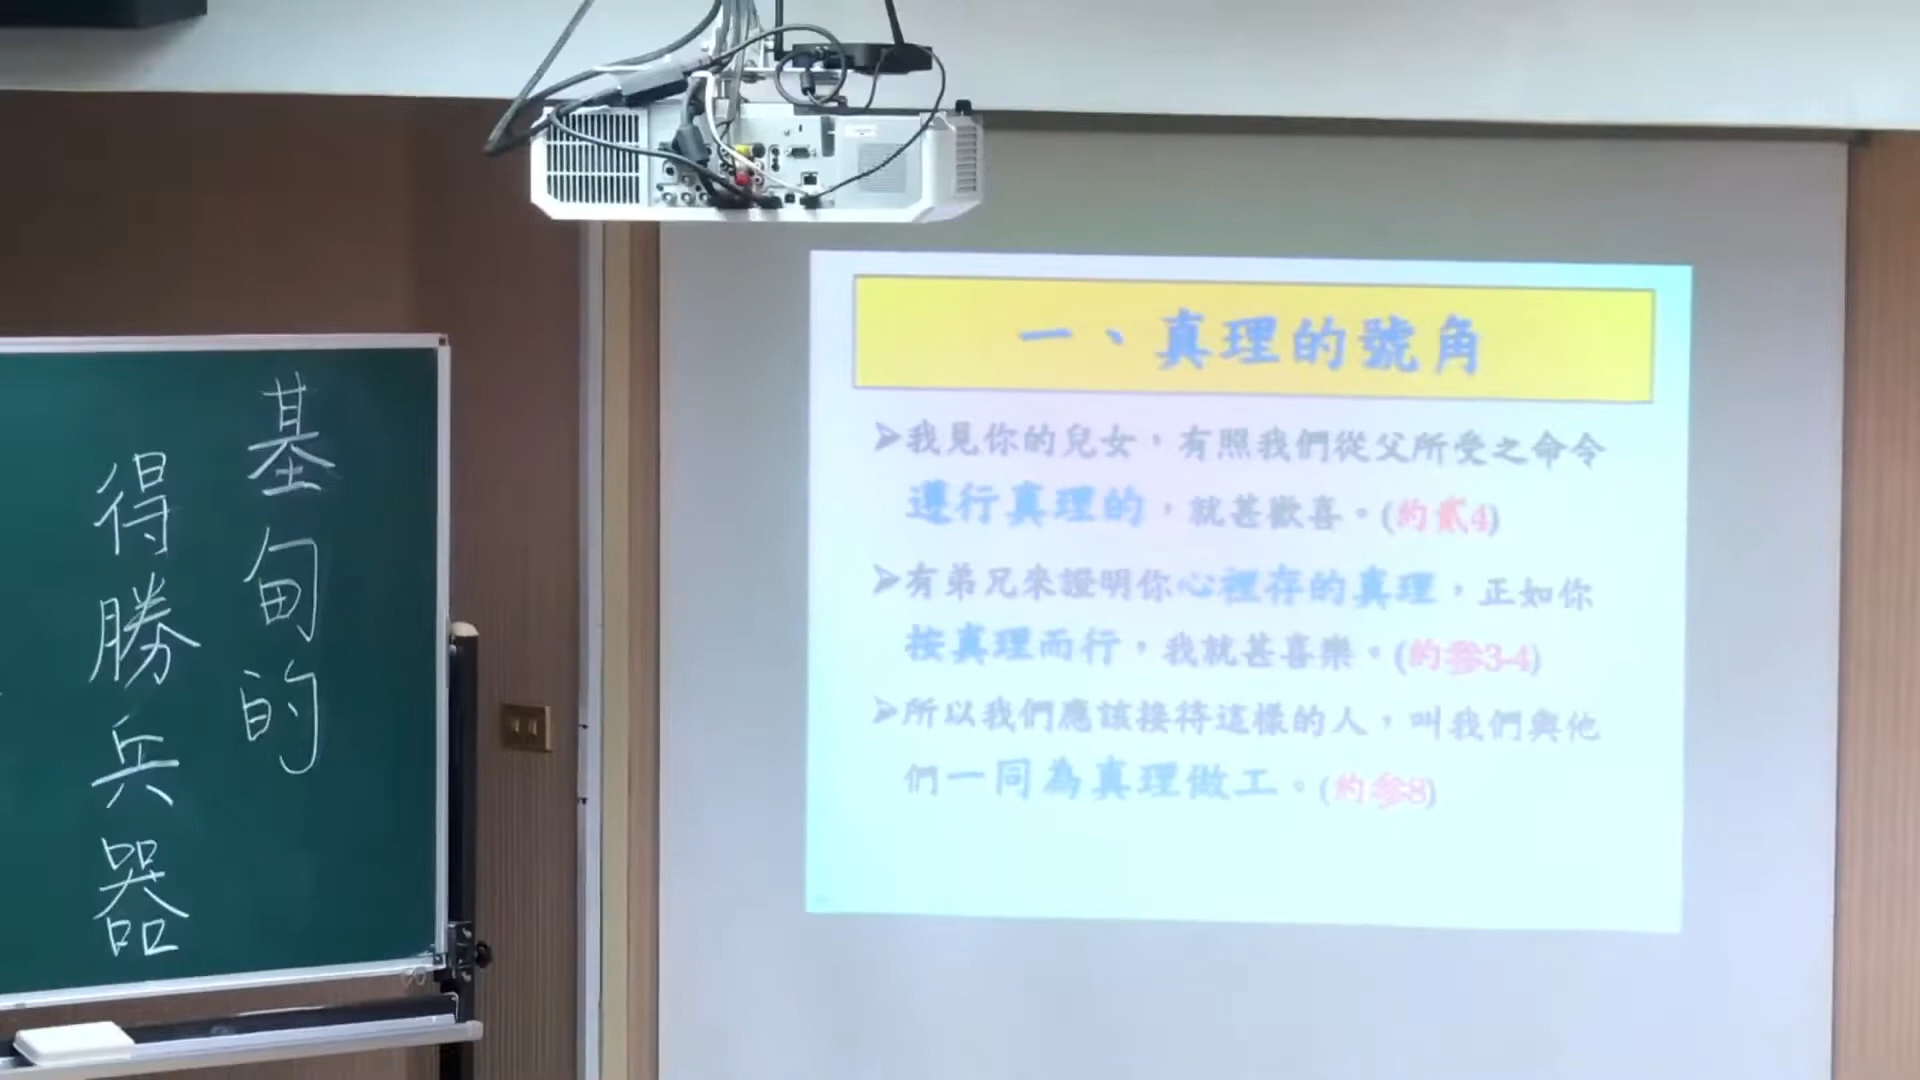 基甸的
得勝兵器
一、真理的號角
➢我見你的兒女，有照我們從父所受之命令
遵行真理的，就甚歡喜。(約貳4)
➢有弟兄來證明你心裡存的真理，正如你
按真理而行，我就甚喜樂。(約參3-4)
➢所以我們應該接待這樣的人，叫我們與他
們一同為真理做工。(約參8)